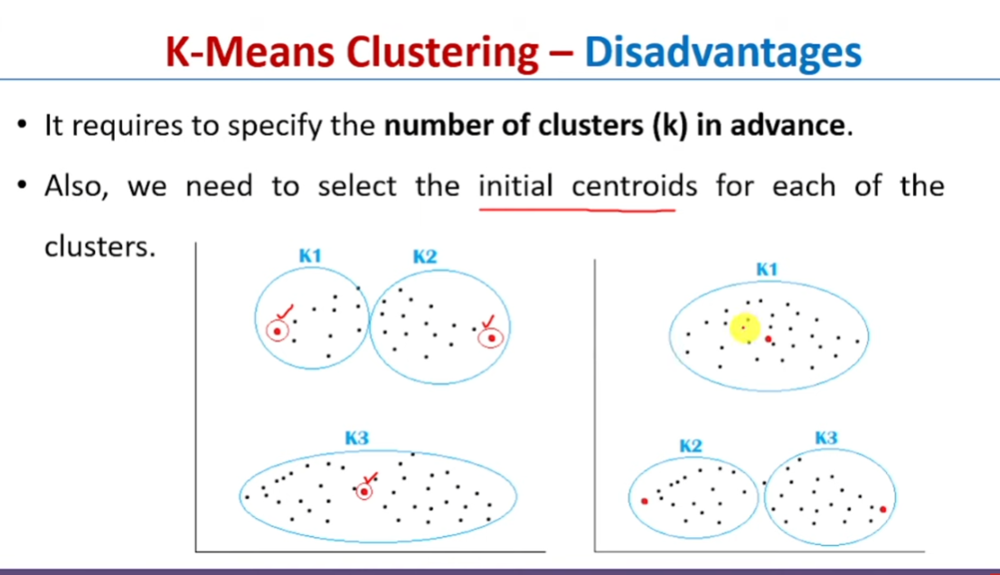 K-Means Clustering – Disadvantages
• It requires to specify the number of clusters (k) in advance.
• Also, we need to select the initial centroids for each of the
clusters.
K1
K2
K3
K1
K2
K3